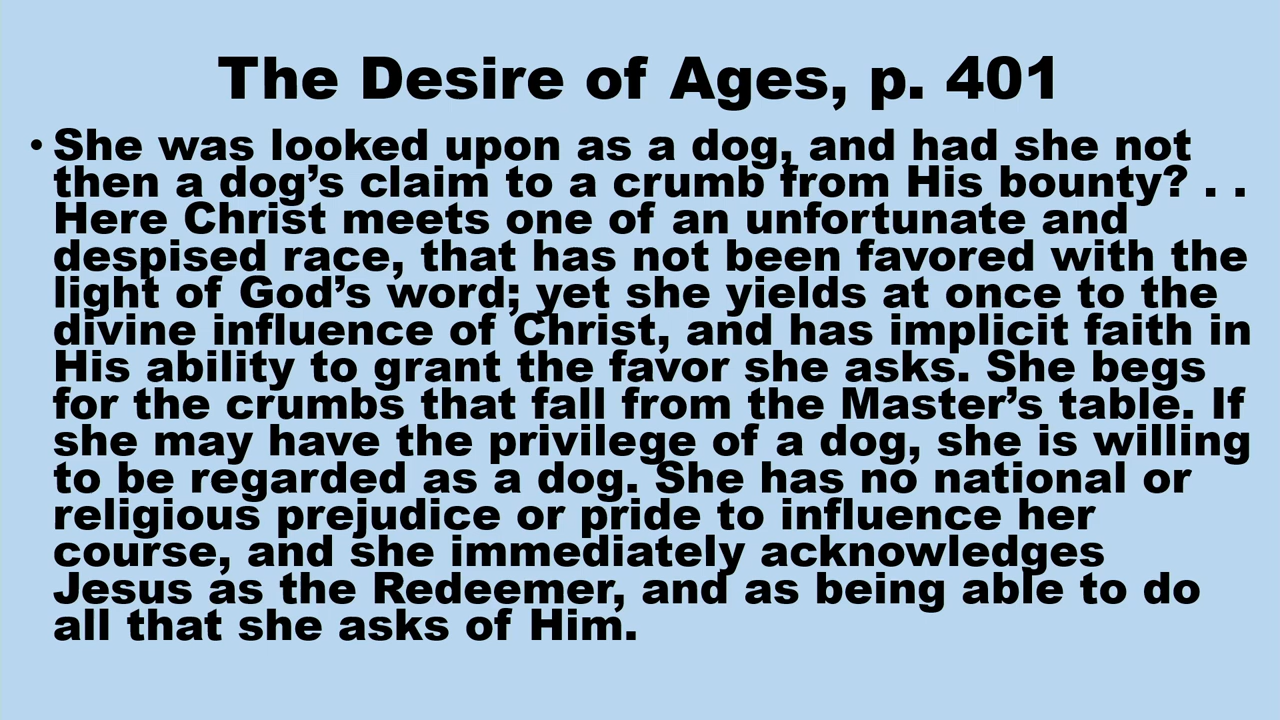 The Desire of Ages, p. 401
• She was looked upon as a dog, and had she not
then a dog’s claim to a crumb from His bounty? . .
Here Christ meets one of an unfortunate and
despised race, that has not been favored with the
light of God’s word; yet she yields at once to the
divine influence of Christ, and has implicit faith in
His ability to grant the favor she asks. She begs
for the crumbs that fall from the Master’s table. If
she may have the privilege of a dog, she is willing
to be regarded as a dog. She has no national or
religious prejudice or pride to influence her
course, and she immediately acknowledges
Jesus as the Redeemer, and as being able to do
all that she asks of Him.